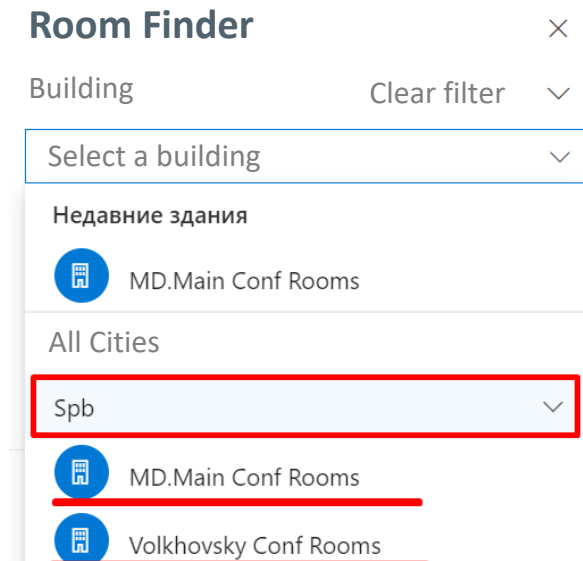 Room Finder
Building Clear filter
Select a building
Недавние здания
MD.Main Conf Rooms
All Cities
Spb
MD.Main Conf Rooms
Volkhovsky Conf Rooms